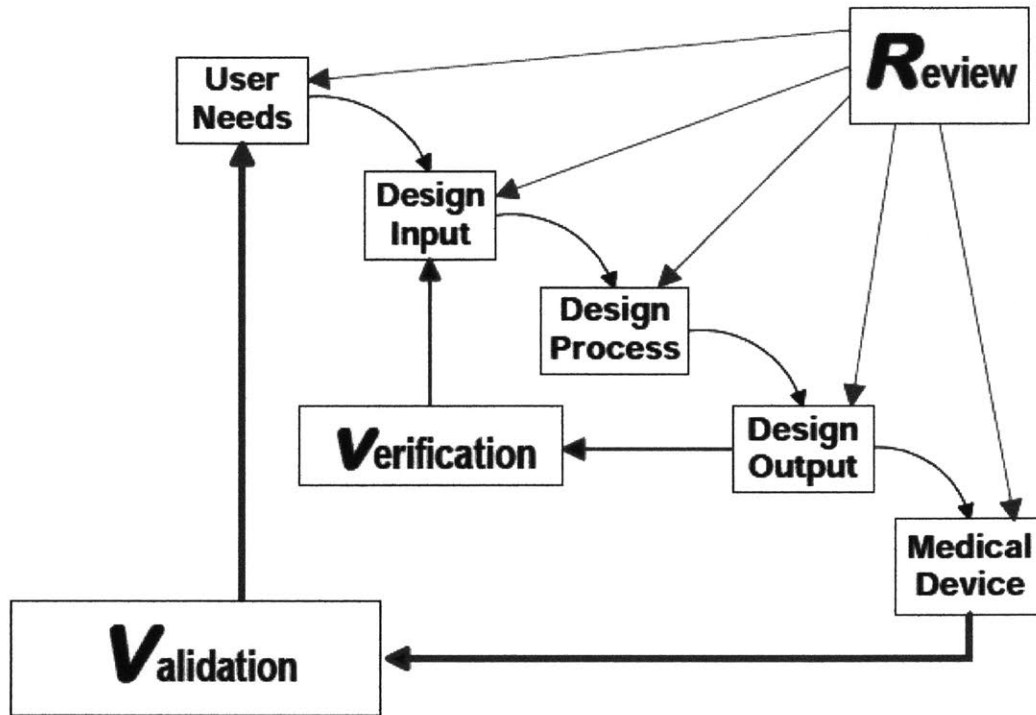 Review
User
Needs
Design
Input
Design
Process
Verification
Design
Output
Medical
Device
Validation